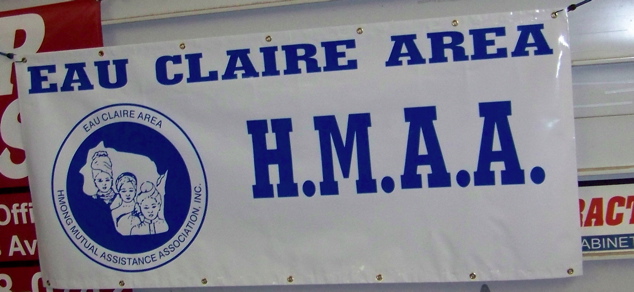 EAU CLAIRE AREA
H.M.A.A.
EAU CLAIRE AREA
HMONG MUTUAL ASSISTANCE ASSOCIATION, INC.